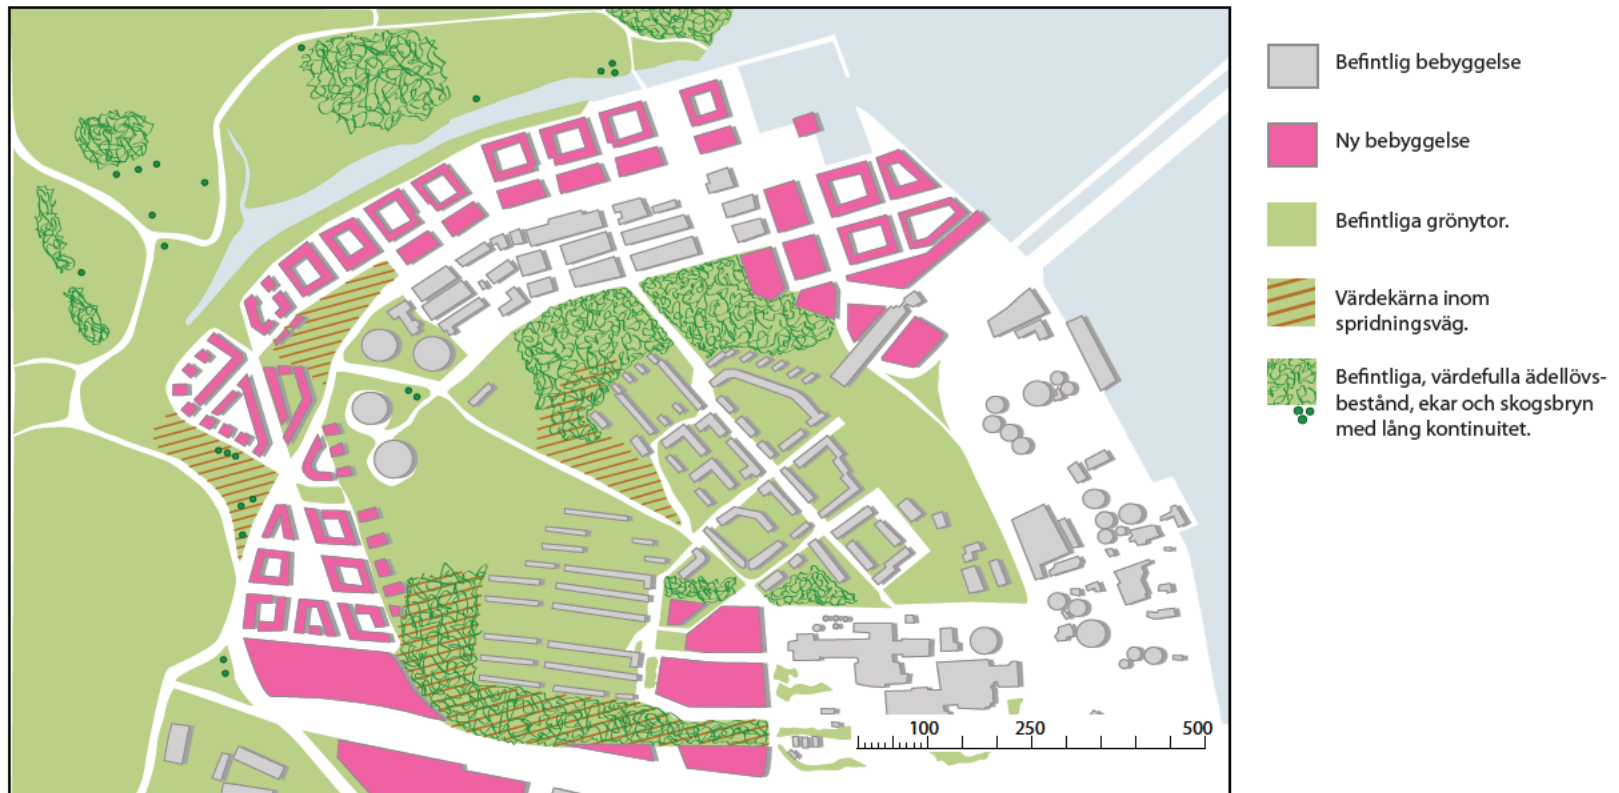 Befintlig bebyggelse
Ny bebyggelse
Befintliga grönytor.
Värdekärna inom
spridningsväg.
Befintliga, värdefulla ädellövs-
bestånd, ekar och skogsbryn
med lång kontinuitet.
100 250 500